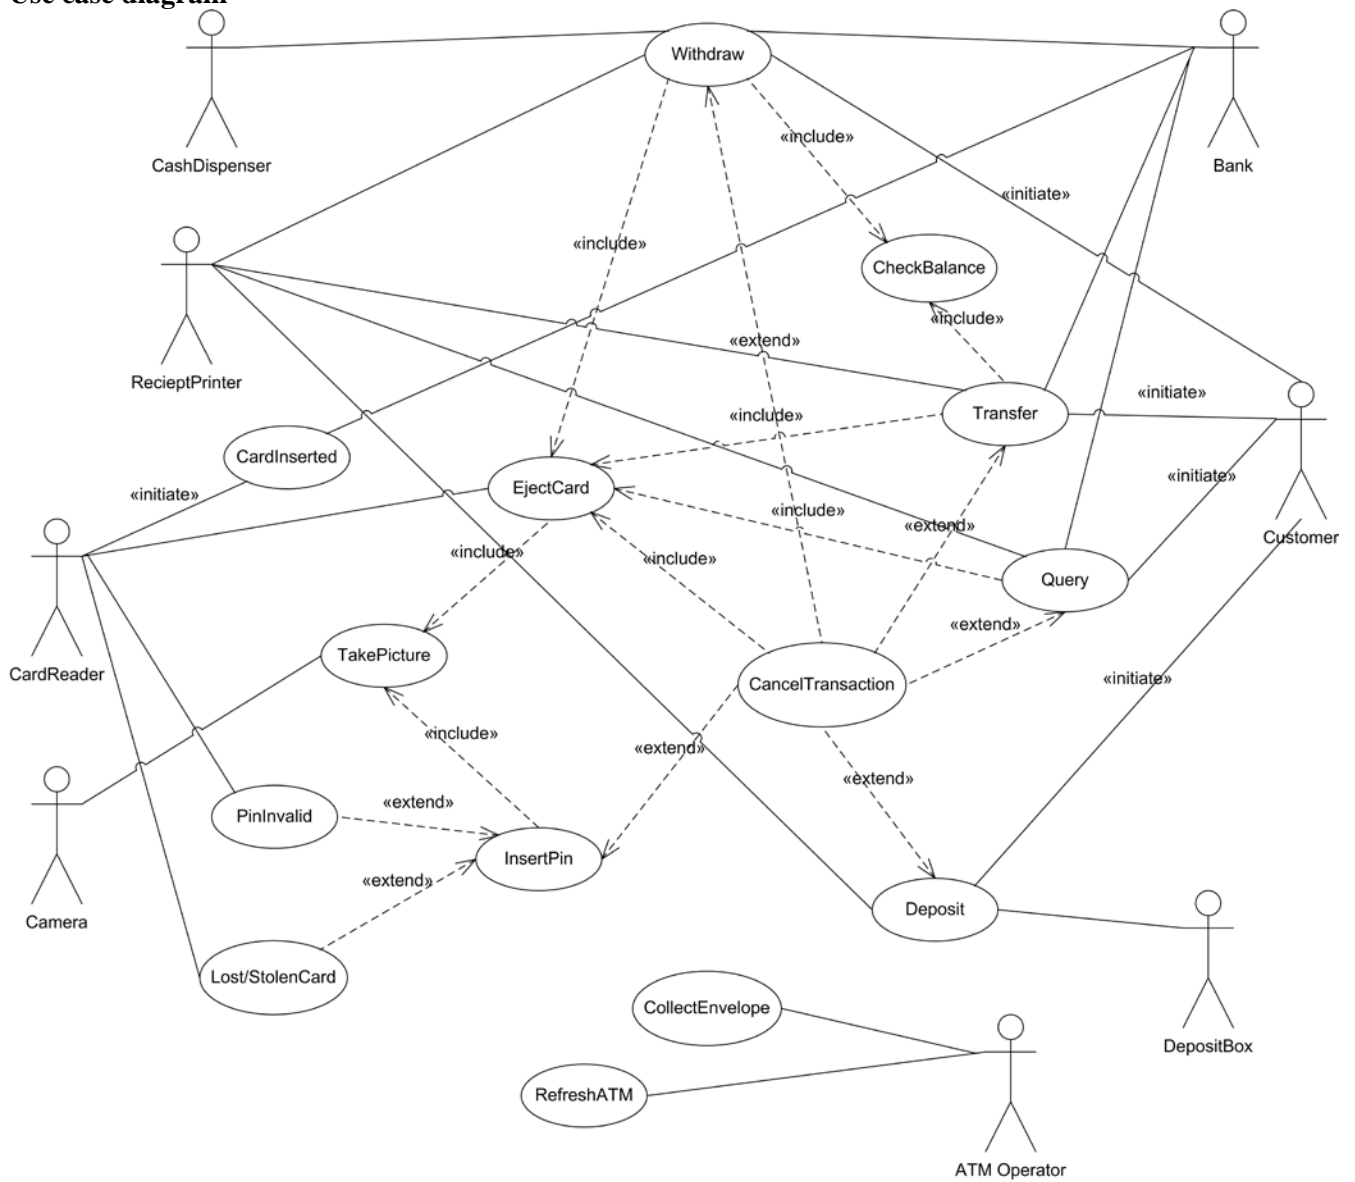 Use case diagram
Withdraw
CashDispenser
Bank
«include»
«initiate»
«include»
CheckBalance
«include»
«extend»
RecieptPrinter
«initiate»
«include»
Transfer
CardInserted
«initiate»
«initiate»
EjectCard
«include»
«extend»
Customer
«include»
«include»
Query
«extend»
TakePicture
CardReader
CancelTransaction
«initiate»
«include»
«extend»
«extend»
«extend»
PinInvalid
InsertPin
«extend»
Deposit
Camera
Lost/StolenCard
CollectEnvelope
DepositBox
RefreshATM
ATM Operator